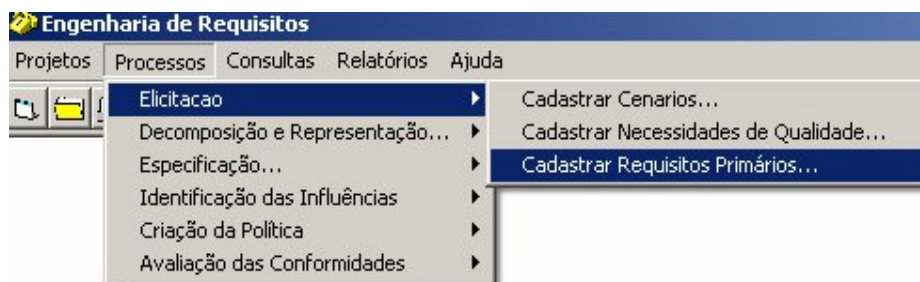 Engenharia de Requisitos
Projetos Processos Consultas Relatórios Ajuda
Elicitacao
Decomposição e Representação...
Especificação...
Identificação das Influências
Criação da Política
Avaliação das Conformidades
Cadastrar Cenarios...
Cadastrar Necessidades de Qualidade...
Cadastrar Requisitos Primários...